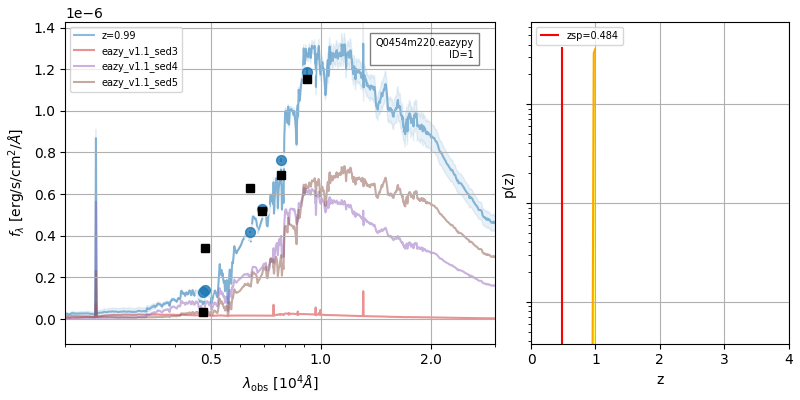 1e−6
1.4
1.2
1.0
0.8
0.6
0.4
0.2
0.0
fλ [erg/s/cm²/Å]
z=0.99
eazy_v1.1_sed3
eazy_v1.1_sed4
eazy_v1.1_sed5
Q0454m220.eazypy
ID=1
0.5
1.0
2.0
λobs [10⁴Å]
zsp=0.484
p(z)
0
1
2
3
4
z